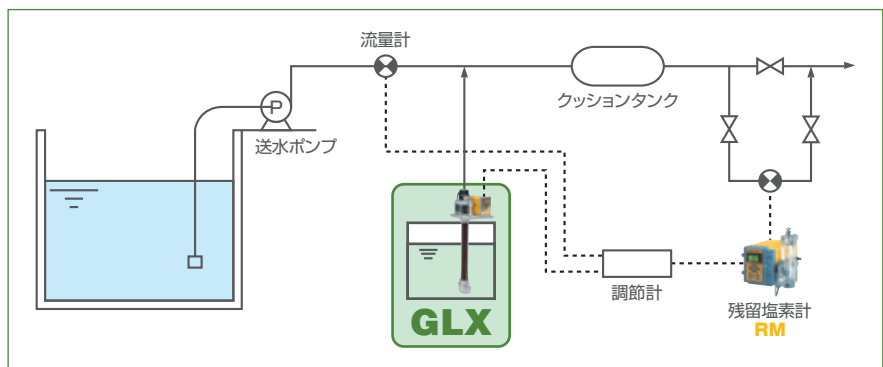 流量計
クッションタンク
P
送水ポンプ
GLX
調節計
残留塩素計
RM